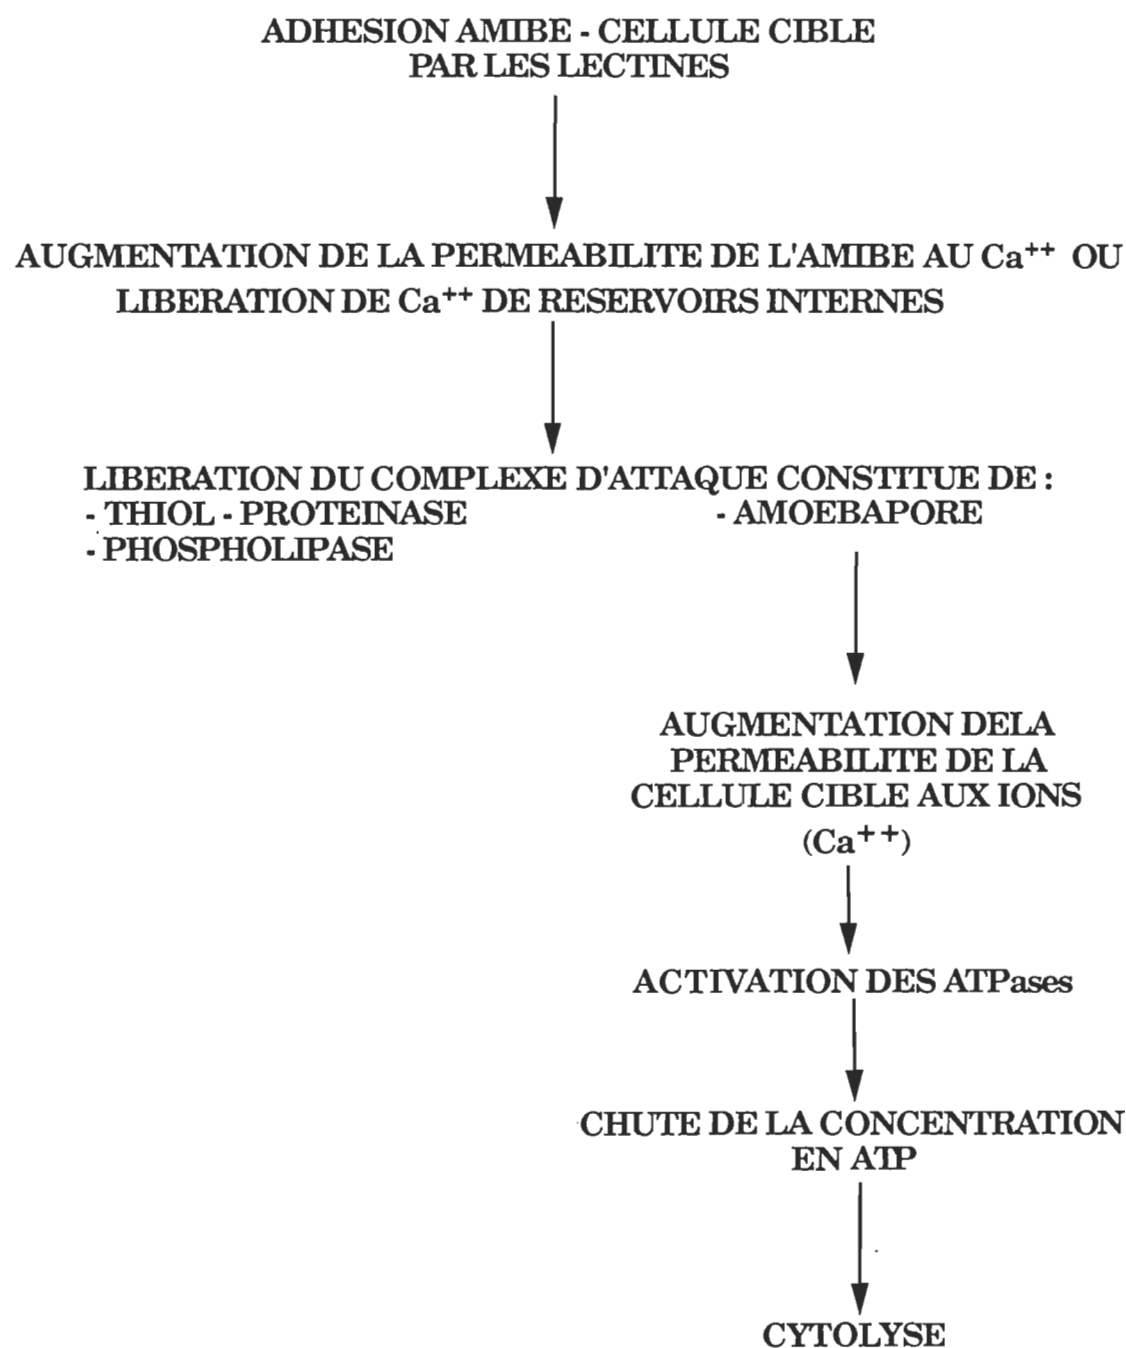 ADHESION AMIBE - CELLULE CIBLE
PAR LES LECTINES
AUGMENTATION DE LA PERMEABILITE DE L'AMIBE AU Ca⁺⁺ OU
LIBERATION DE Ca⁺⁺ DE RESERVOIRS INTERNES
LIBERATION DU COMPLEXE D'ATTAQUE CONSTITUE DE :
- THIOL - PROTEINASE - AMOEBAPORE
- PHOSPHOLIPASE
AUGMENTATION DELA
PERMEABILITE DE LA
CELLULE CIBLE AUX IONS
(Ca⁺⁺)
ACTIVATION DES ATPases
CHUTE DE LA CONCENTRATION
EN ATP
CYTOLYSE